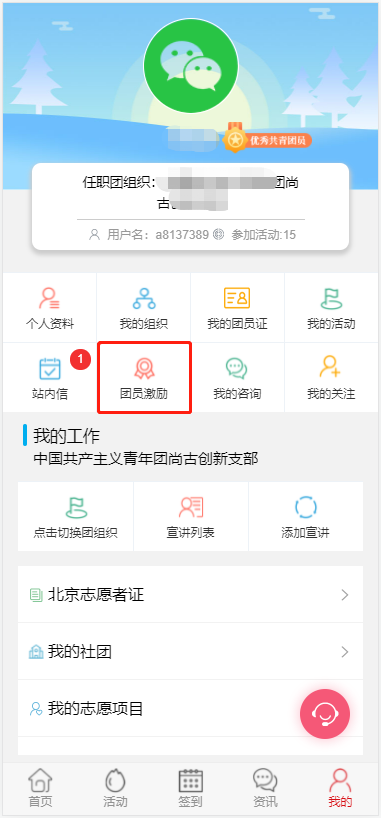 优秀共青团员
任职团组织：
团尚
古
用户名：a8137389 参加活动:15
个人资料 我的组织 我的团员证 我的活动
1
站内信 团员激励 我的咨询 我的关注
我的工作
中国共产主义青年团尚古创新支部
点击切换团组织 宣讲列表 添加宣讲
北京志愿者证
我的社团
我的志愿项目
首页 活动 签到 资讯 我的